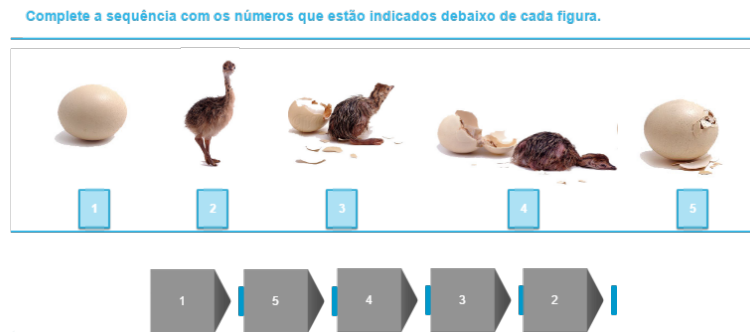 Complete a sequência com os números que estão indicados debaixo de cada figura.
1 2 3 4 5
1 5 4 3 2